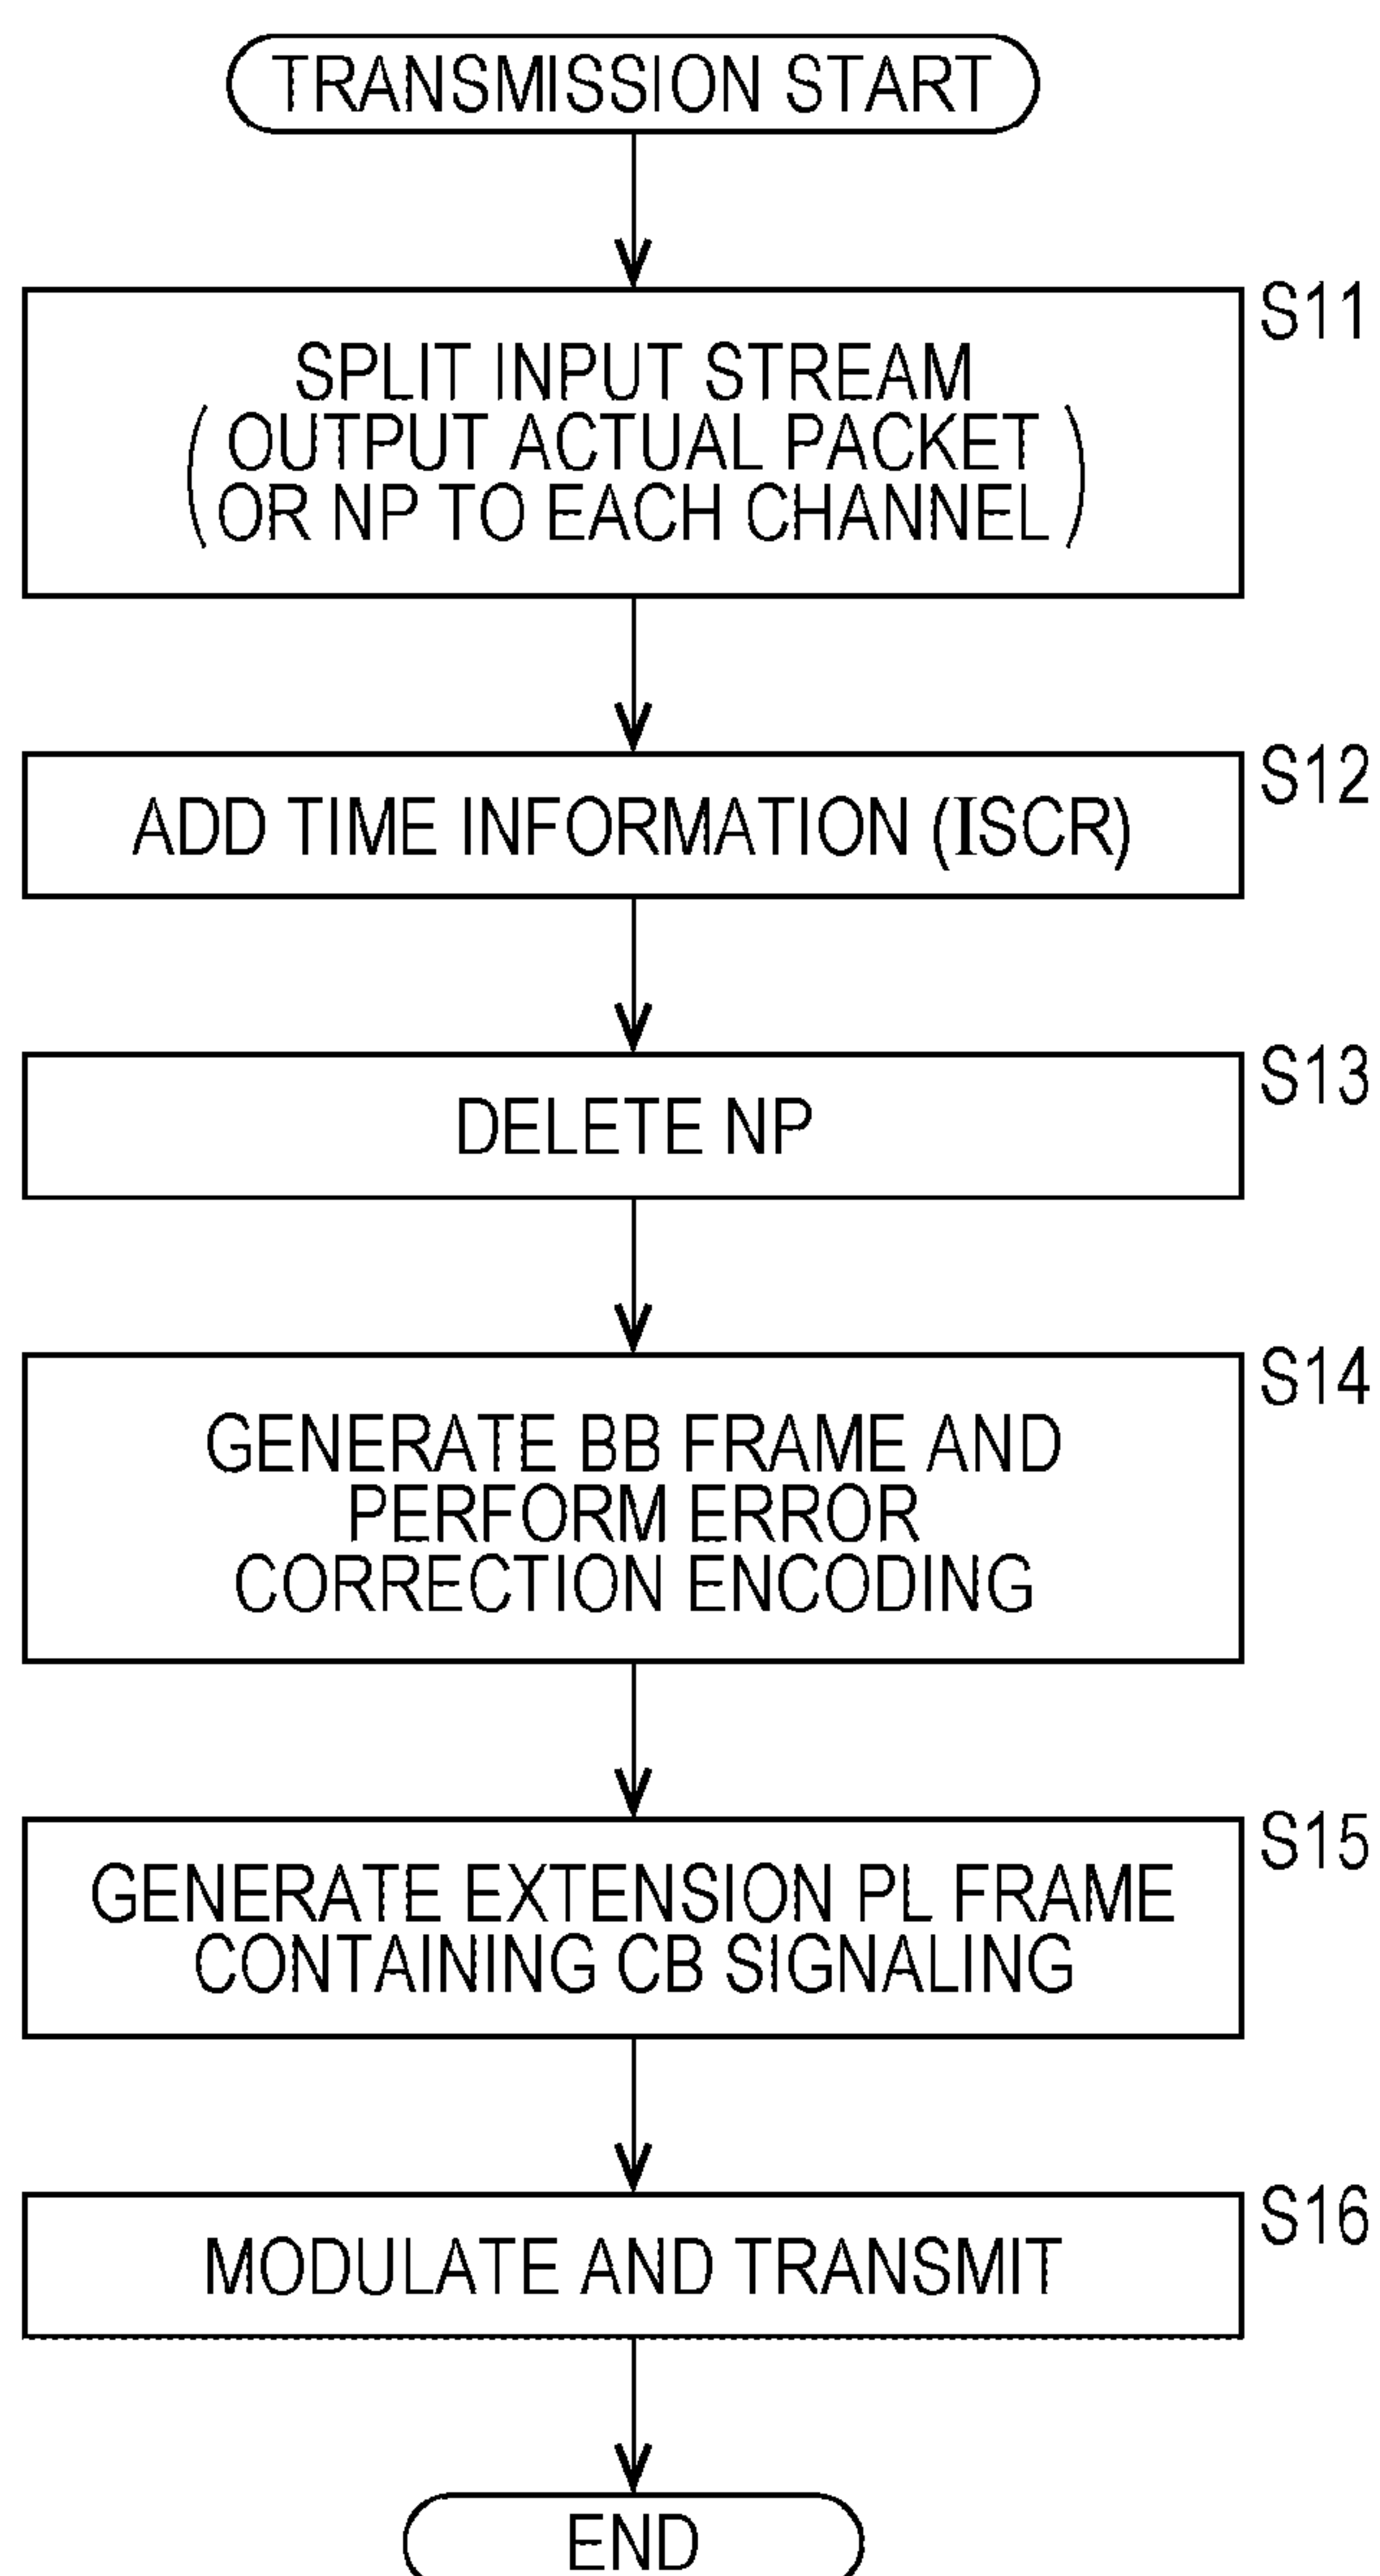 TRANSMISSION START
S11
SPLIT INPUT STREAM
(OUTPUT ACTUAL PACKET
OR NP TO EACH CHANNEL)
S12
ADD TIME INFORMATION (ISCR)
S13
DELETE NP
S14
GENERATE BB FRAME AND
PERFORM ERROR
CORRECTION ENCODING
S15
GENERATE EXTENSION PL FRAME
CONTAINING CB SIGNALING
S16
MODULATE AND TRANSMIT
END